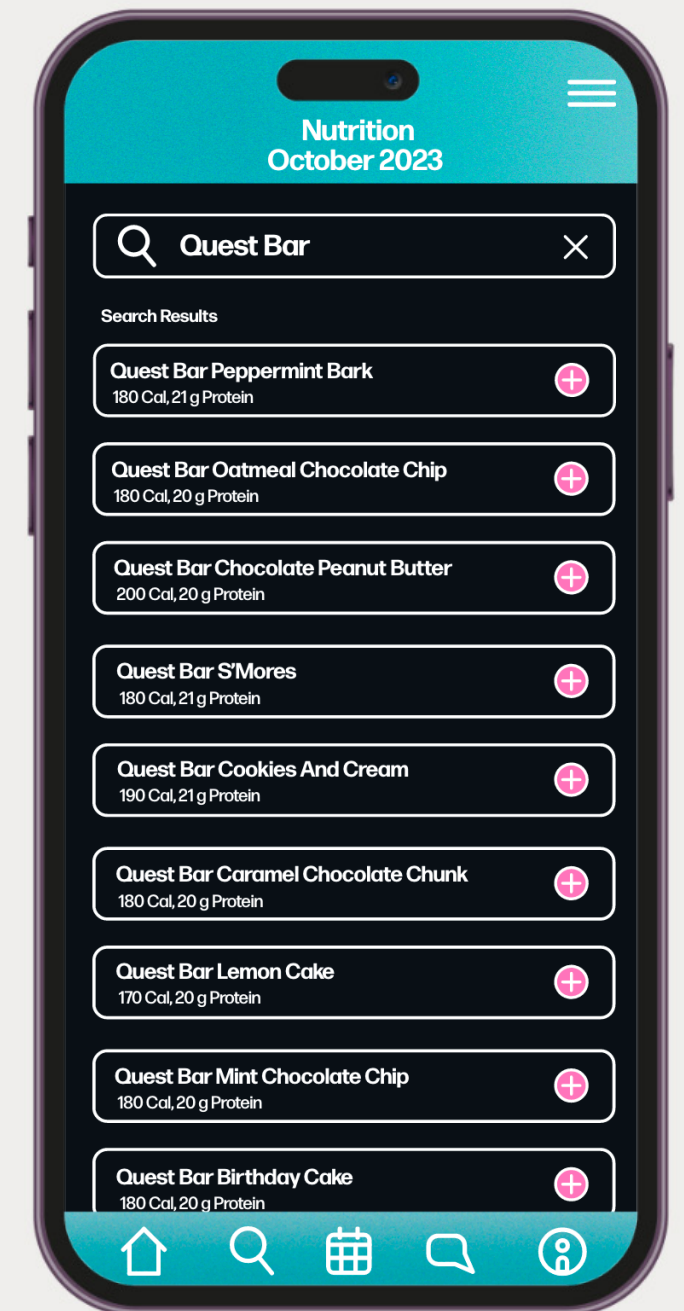 Nutrition
October 2023
Quest Bar
Search Results
Quest Bar Peppermint Bark
180 Cal, 21 g Protein
Quest Bar Oatmeal Chocolate Chip
180 Cal, 20 g Protein
Quest Bar Chocolate Peanut Butter
200 Cal, 20 g Protein
Quest Bar S’Mores
180 Cal, 21 g Protein
Quest Bar Cookies And Cream
190 Cal, 21 g Protein
Quest Bar Caramel Chocolate Chunk
180 Cal, 20 g Protein
Quest Bar Lemon Cake
170 Cal, 20 g Protein
Quest Bar Mint Chocolate Chip
180 Cal, 20 g Protein
Quest Bar Birthday Cake
180 Cal, 20 g Protein